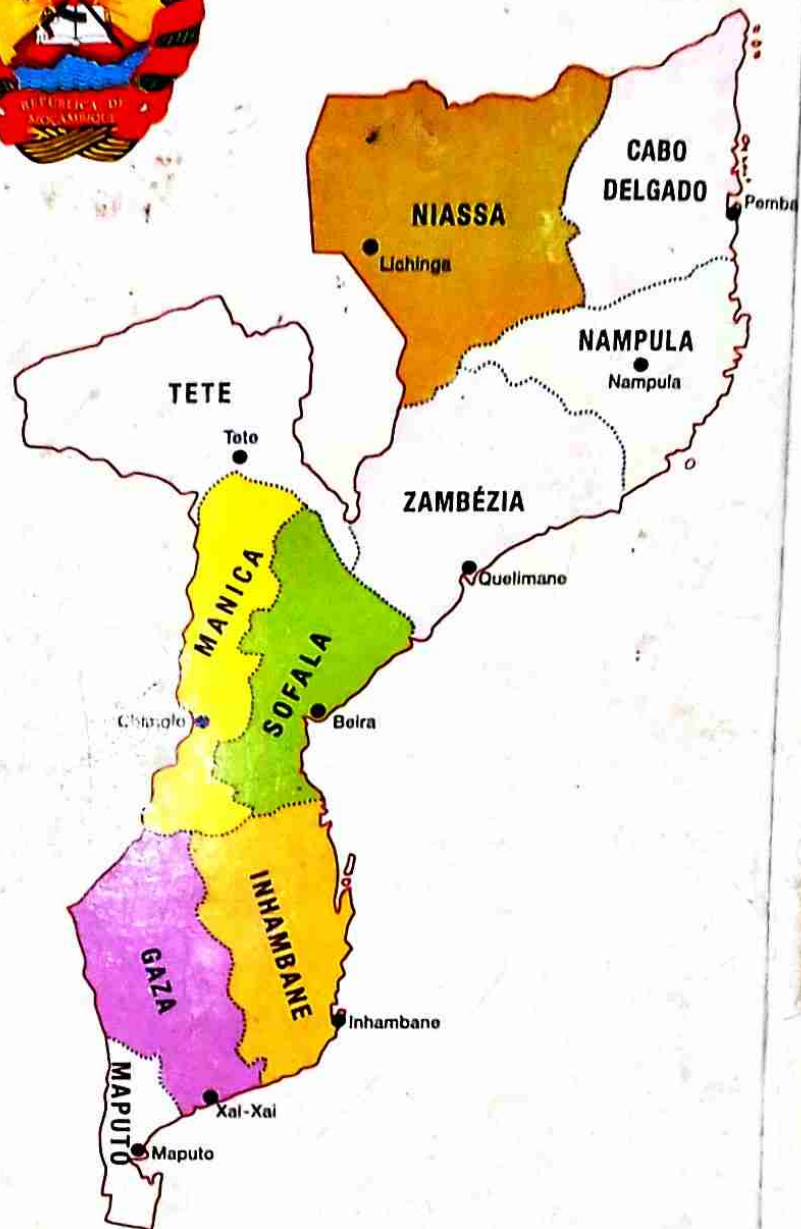 REPÚBLICA DE
MOÇAMBIQUE
CABO
DELGADO
Pemba
NIASSA
Lichinga
NAMPULA
Nampula
TETE
Tete
ZAMBÉZIA
Quelimane
MANICA
SOFALA
Chimoio
Beira
INHAMBANE
GAZA
Inhambane
MAPUTO
Xai-Xai
Maputo